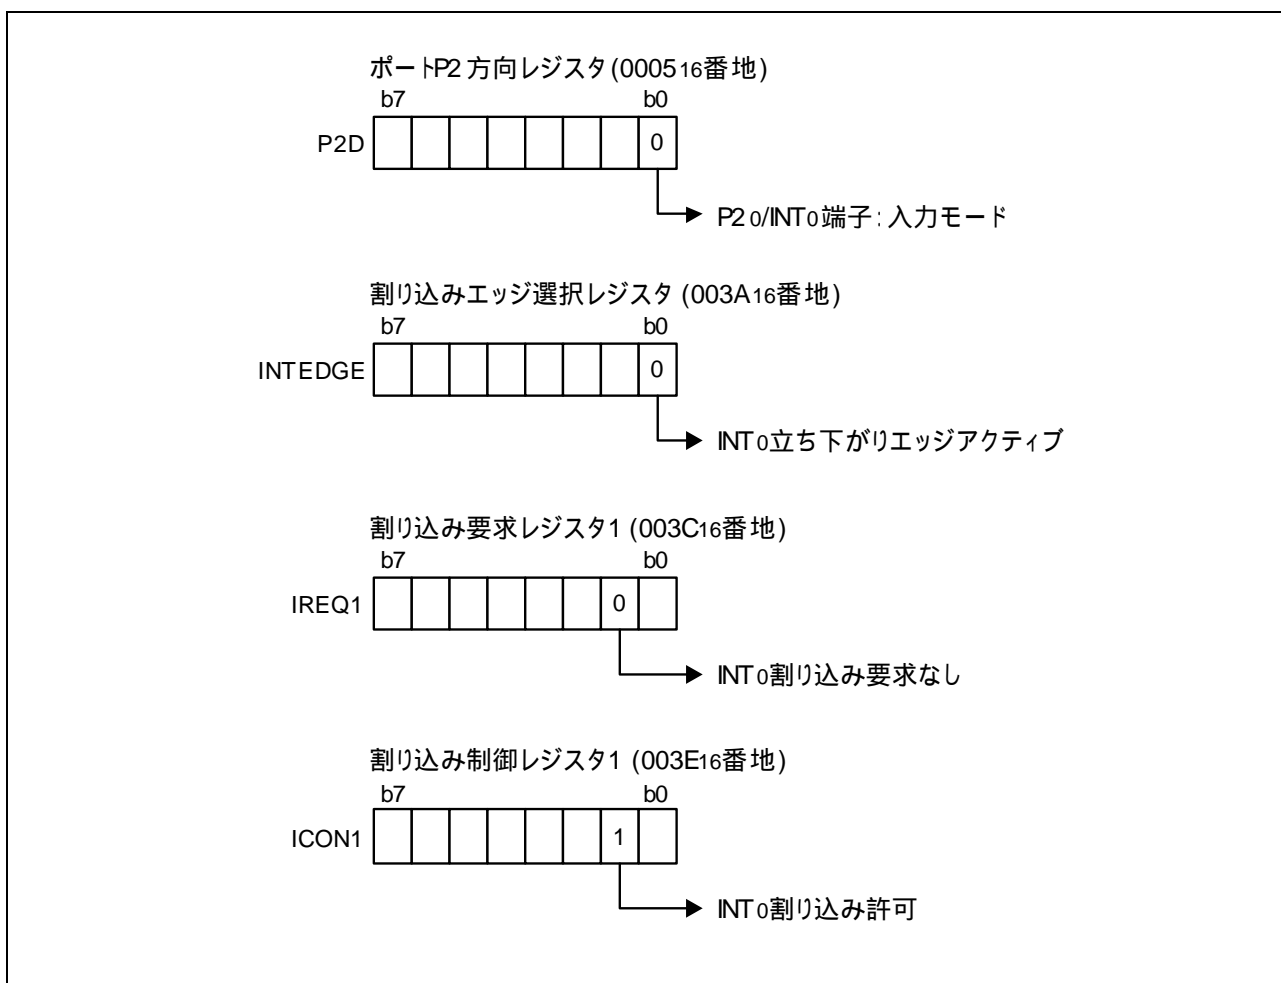 ポートP2方向レジスタ(000516番地)
b7 b0
P2D 0
P20/INT0端子:入力モード
割り込みエッジ選択レジスタ (003A16番地)
b7 b0
INTEDGE 0
INT0立ち下がりエッジアクティブ
割り込み要求レジスタ1 (003C16番地)
b7 b0
IREQ1 0
INT0割り込み要求なし
割り込み制御レジスタ1 (003E16番地)
b7 b0
ICON1 1
INT0割り込み許可